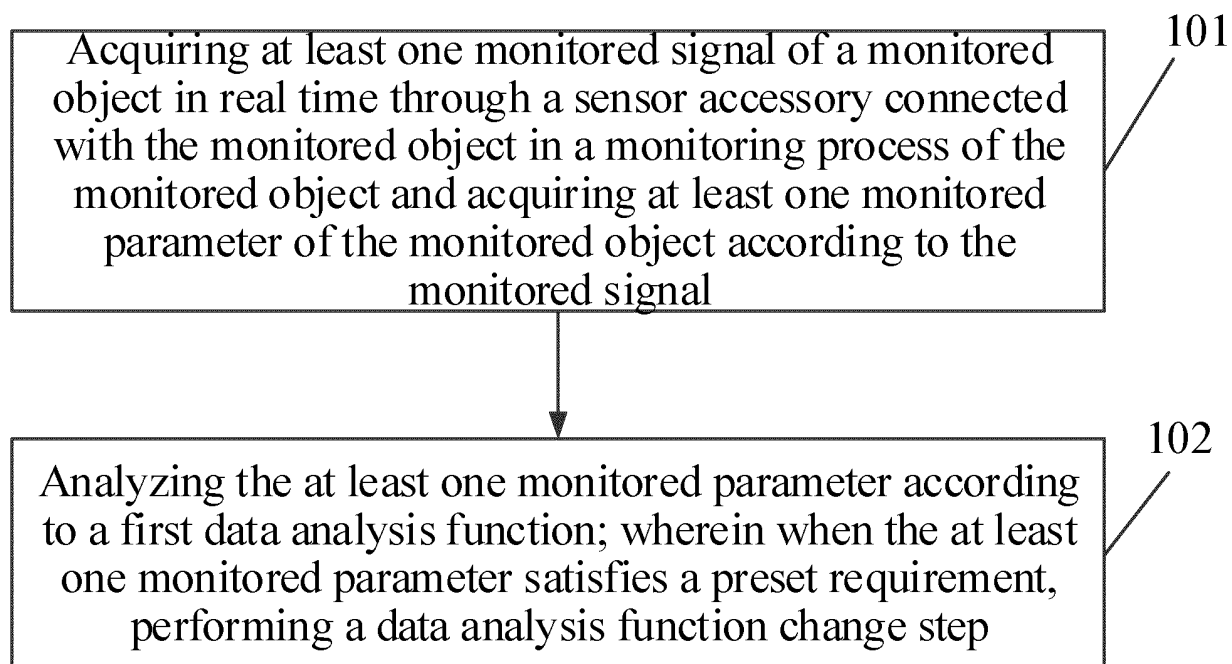 101
Acquiring at least one monitored signal of a monitored
object in real time through a sensor accessory connected
with the monitored object in a monitoring process of the
monitored object and acquiring at least one monitored
parameter of the monitored object according to the
monitored signal
102
Analyzing the at least one monitored parameter according
to a first data analysis function; wherein when the at least
one monitored parameter satisfies a preset requirement,
performing a data analysis function change step